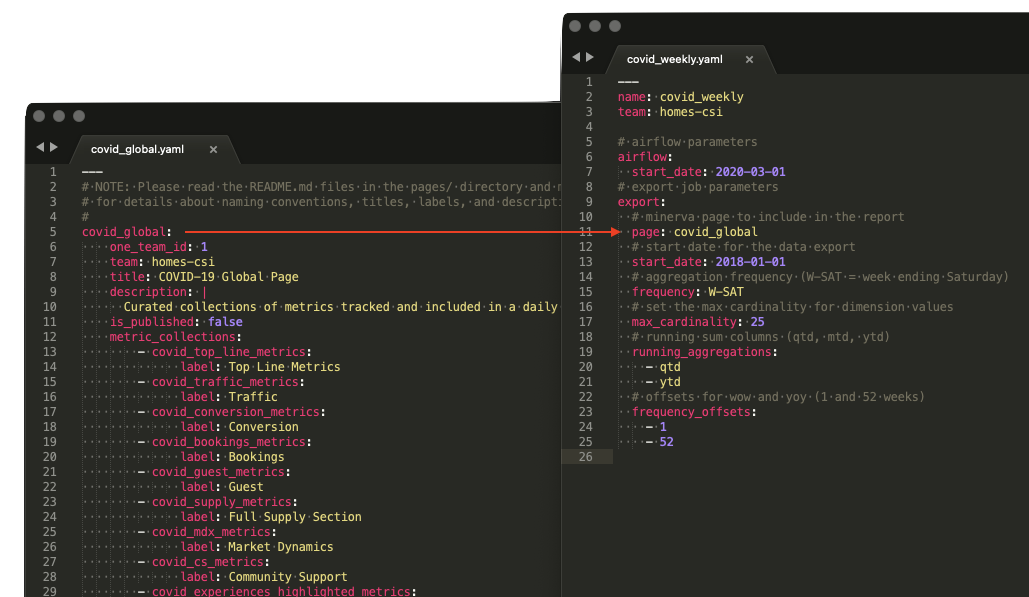 covid_global.yaml
1 ---
2 # NOTE: Please read the README.md files in the pages/ directory and
3 # for details about naming conventions, titles, labels, and descripti
4 #
5 covid_global:
6 one_team_id: 1
7 team: homes-csi
8 title: COVID-19 Global Page
9 description: |
10 Curated collections of metrics tracked and included in a daily
11 is_published: false
12 metric_collections:
13 - covid_top_line_metrics:
14 label: Top Line Metrics
15 - covid_traffic_metrics:
16 label: Traffic
17 - covid_conversion_metrics:
18 label: Conversion
19 - covid_bookings_metrics:
20 label: Bookings
21 - covid_guest_metrics:
22 label: Guest
23 - covid_supply_metrics:
24 label: Full Supply Section
25 - covid_mdx_metrics:
26 label: Market Dynamics
27 - covid_cs_metrics:
28 label: Community Support
29 - covid_experiences_highlighted_metrics:
covid_weekly.yaml
1 ---
2 name: covid_weekly
3 team: homes-csi
4
5 # airflow parameters
6 airflow:
7 start_date: 2020-03-01
8 # export job parameters
9 export:
10 # minerva page to include in the report
11 page: covid_global
12 # start date for the data export
13 start_date: 2018-01-01
14 # aggregation frequency (W-SAT = week ending Saturday)
15 frequency: W-SAT
16 # set the max cardinality for dimension values
17 max_cardinality: 25
18 # running sum columns (qtd, mtd, ytd)
19 running_aggregations:
20 - qtd
21 - ytd
22 # offsets for wow and yoy (1 and 52 weeks)
23 frequency_offsets:
24 - 1
25 - 52
26